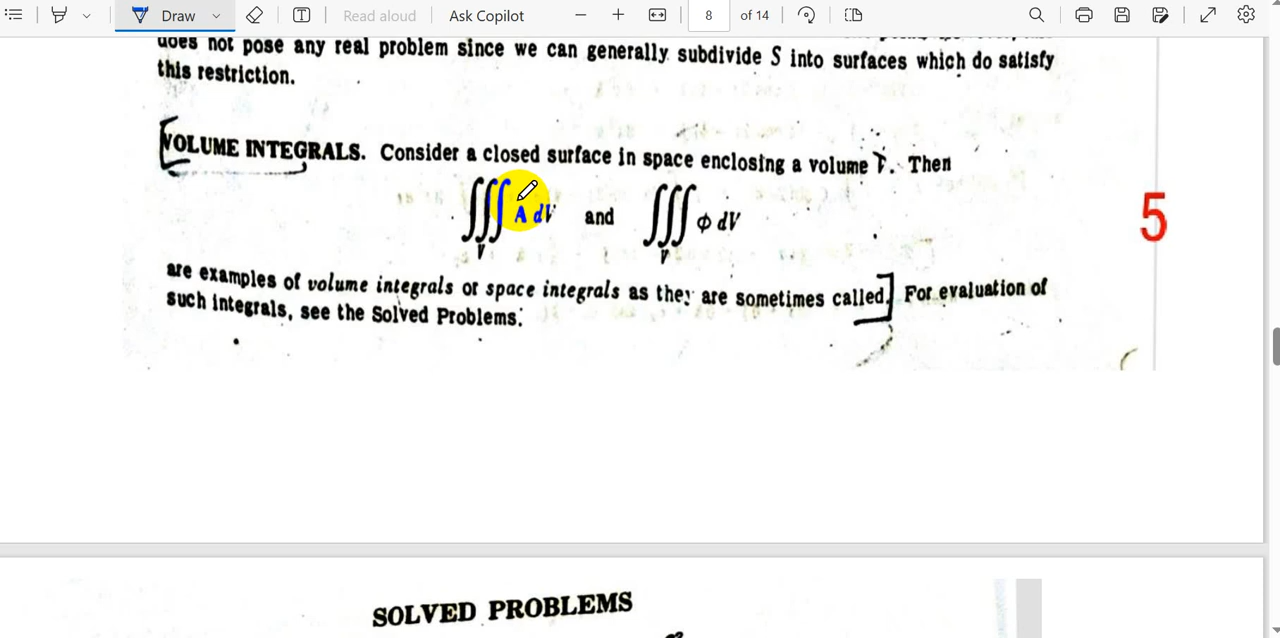 Draw
Read aloud
Ask Copilot
8 of 14
does not pose any real problem since we can generally subdivide S into surfaces which do satisfy
this restriction.
VOLUME INTEGRALS. Consider a closed surface in space enclosing a volume V. Then
∭ A dV and ∭ φ dV
V V
5
are examples of volume integrals or space integrals as they are sometimes called. For evaluation of
such integrals, see the Solved Problems.
SOLVED PROBLEMS